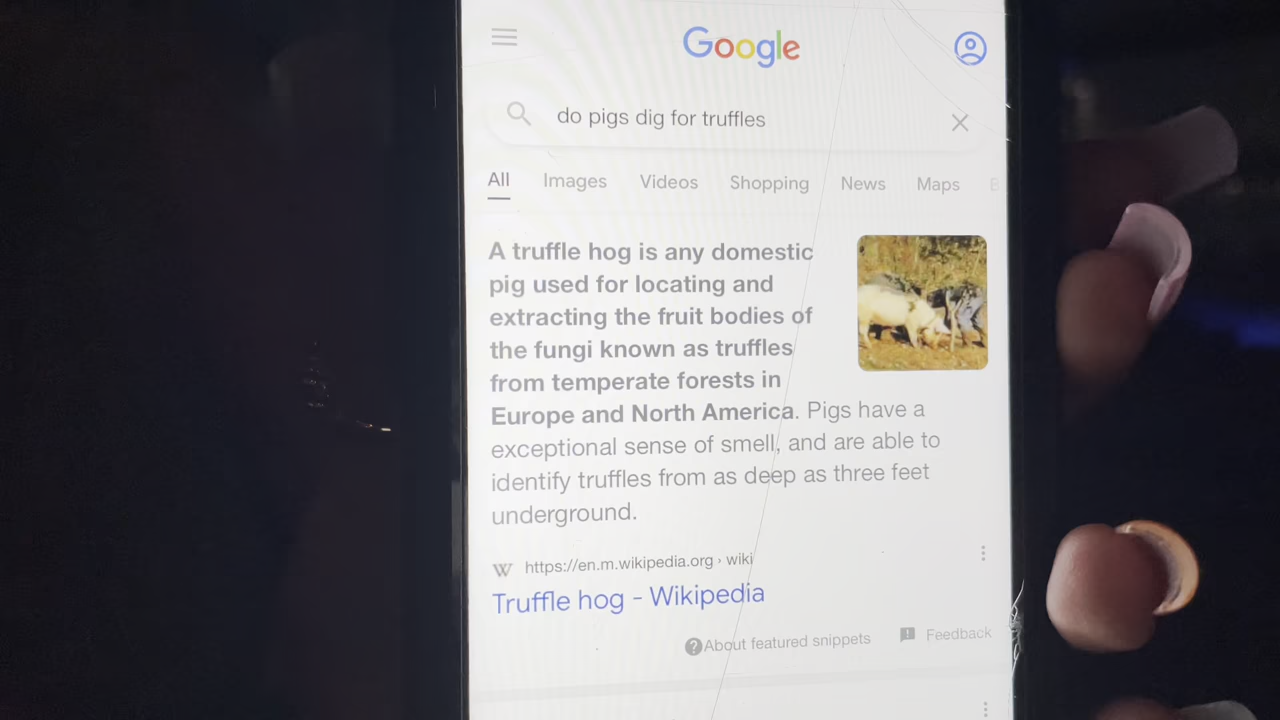 Google
do pigs dig for truffles
All Images Videos Shopping News Maps
A truffle hog is any domestic
pig used for locating and
extracting the fruit bodies of
the fungi known as truffles
from temperate forests in
Europe and North America. Pigs have a
exceptional sense of smell, and are able to
identify truffles from as deep as three feet
underground.
W https://en.m.wikipedia.org › wiki
Truffle hog - Wikipedia
About featured snippets Feedback